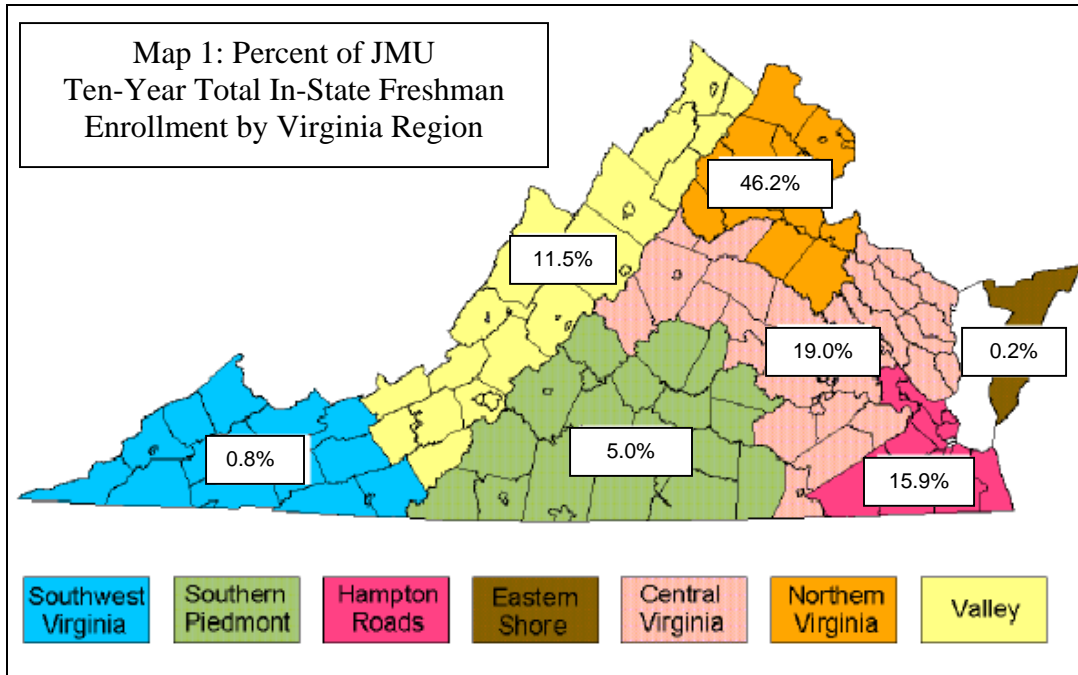 Map 1: Percent of JMU
Ten-Year Total In-State Freshman
Enrollment by Virginia Region
46.2%
11.5%
19.0%
0.2%
0.8%
5.0%
15.9%
Southwest
Virginia
Southern
Piedmont
Hampton
Roads
Eastern
Shore
Central
Virginia
Northern
Virginia
Valley